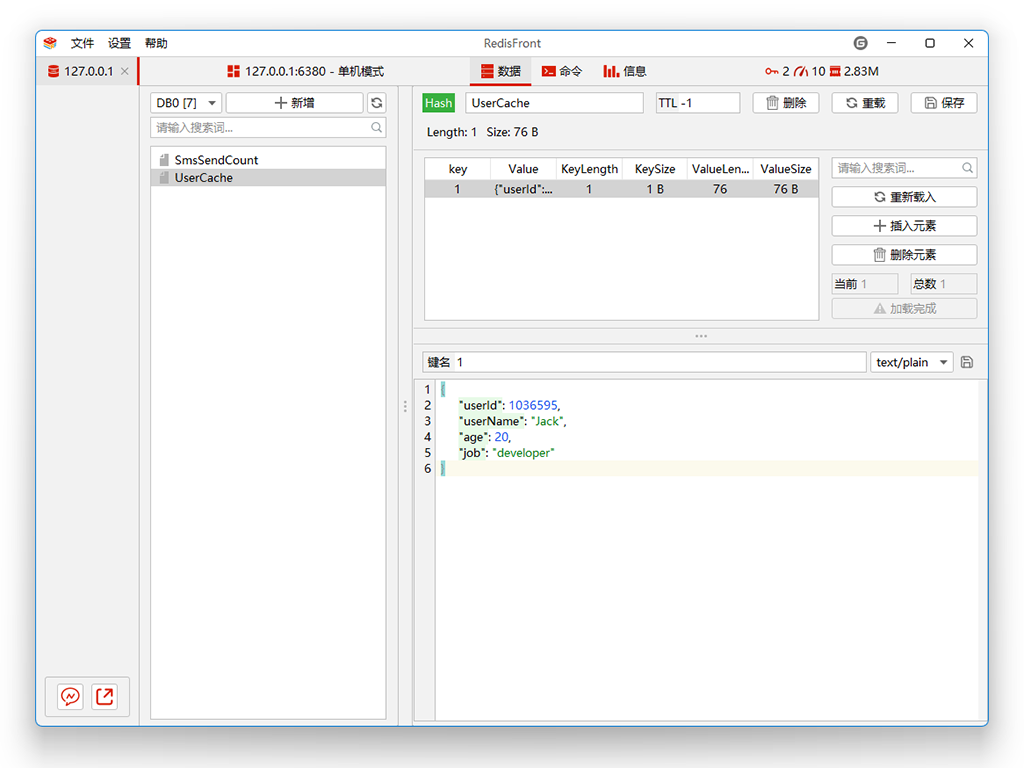 文件 设置 帮助 RedisFront
127.0.0.1 127.0.0.1:6380 - 单机模式 数据 命令 信息 2 10 2.83M
DB0 [7] 新增
请输入搜索词...
SmsSendCount
UserCache
Hash UserCache TTL -1 删除 重载 保存
Length: 1 Size: 76 B
key Value KeyLength KeySize ValueLen... ValueSize
1 {"userId":... 1 1 B 76 76 B
请输入搜索词...
重新载入
插入元素
删除元素
当前 1 总数 1
加载完成
键名 1 text/plain
1 {
2 "userId": 1036595,
3 "userName": "Jack",
4 "age": 20,
5 "job": "developer"
6 }